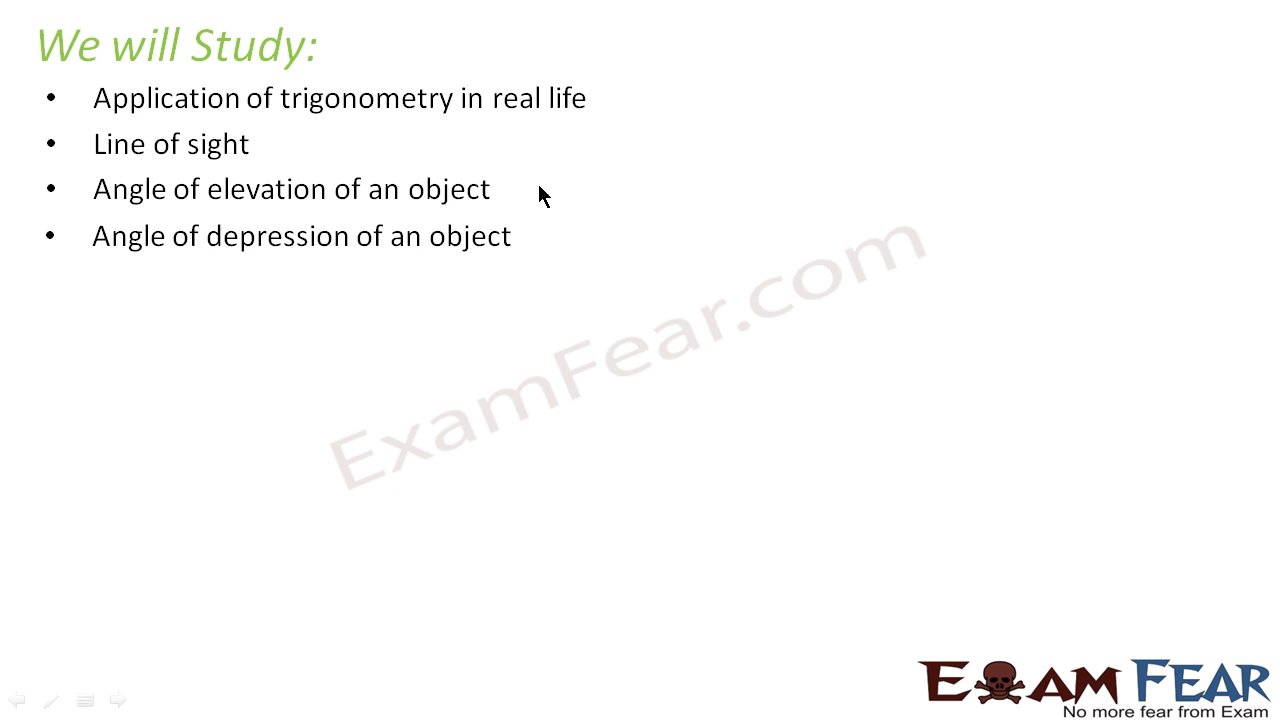 We will Study:
• Application of trigonometry in real life
• Line of sight
• Angle of elevation of an object
• Angle of depression of an object
ExamFear.com
EXAM FEAR
No more fear from Exam